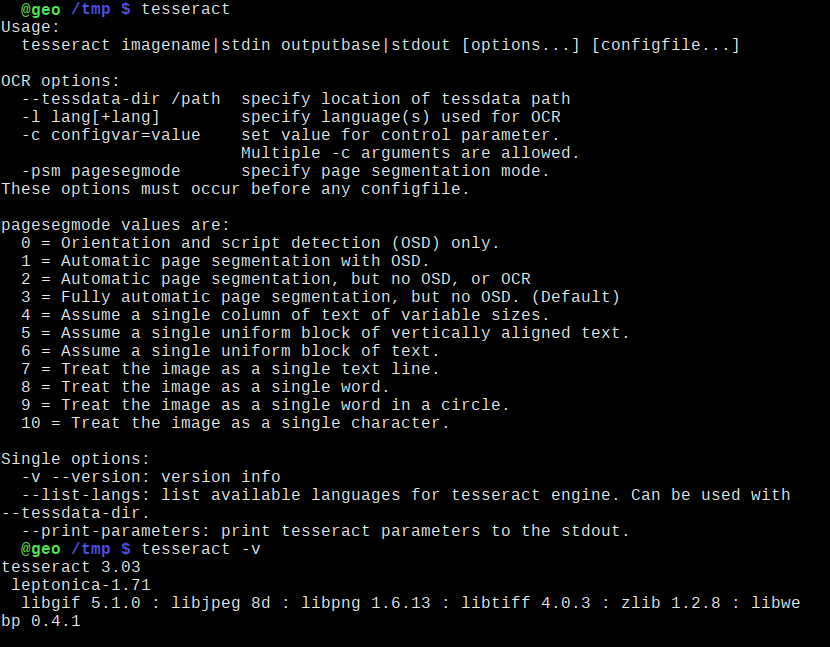 @geo /tmp $ tesseract
Usage:
  tesseract imagename|stdin outputbase|stdout [options...] [configfile...]

OCR options:
  --tessdata-dir /path  specify location of tessdata path
  -l lang[+lang]        specify language(s) used for OCR
  -c configvar=value    set value for control parameter.
                        Multiple -c arguments are allowed.
  -psm pagesegmode      specify page segmentation mode.
These options must occur before any configfile.

pagesegmode values are:
  0 = Orientation and script detection (OSD) only.
  1 = Automatic page segmentation with OSD.
  2 = Automatic page segmentation, but no OSD, or OCR
  3 = Fully automatic page segmentation, but no OSD. (Default)
  4 = Assume a single column of text of variable sizes.
  5 = Assume a single uniform block of vertically aligned text.
  6 = Assume a single uniform block of text.
  7 = Treat the image as a single text line.
  8 = Treat the image as a single word.
  9 = Treat the image as a single word in a circle.
  10 = Treat the image as a single character.

Single options:
  -v --version: version info
  --list-langs: list available languages for tesseract engine. Can be used with
--tessdata-dir.
  --print-parameters: print tesseract parameters to the stdout.
  @geo /tmp $ tesseract -v
tesseract 3.03
 leptonica-1.71
  libgif 5.1.0 : libjpeg 8d : libpng 1.6.13 : libtiff 4.0.3 : zlib 1.2.8 : libwe
bp 0.4.1